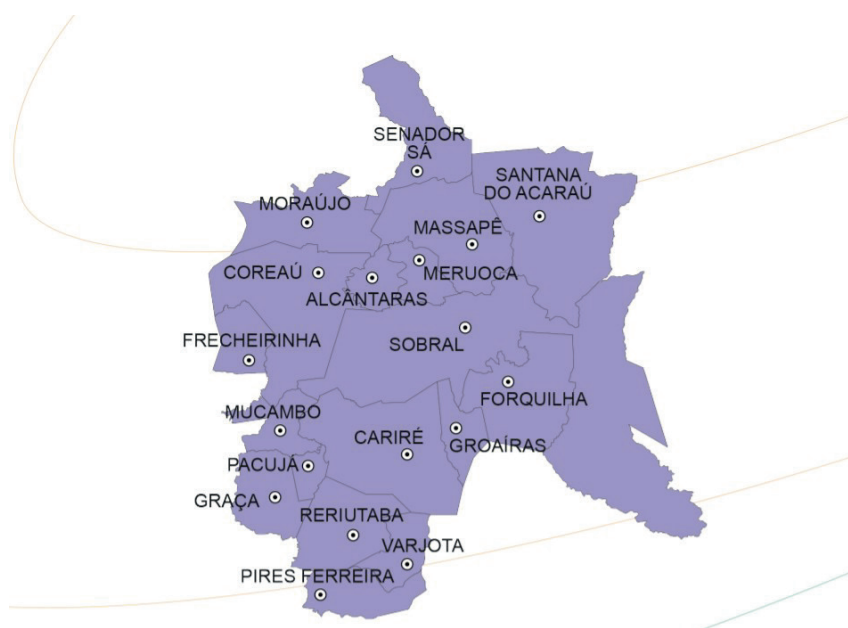 SENADOR
SÁ
SANTANA
DO ACARAÚ
MORAÚJO
MASSAPÊ
COREAÚ
MERUOCA
ALCÂNTARAS
FRECHEIRINHA
SOBRAL
FORQUILHA
MUCAMBO
CARIRÉ
GROAÍRAS
PACUJÁ
GRAÇA
RERIUTABA
VARJOTA
PIRES FERREIRA